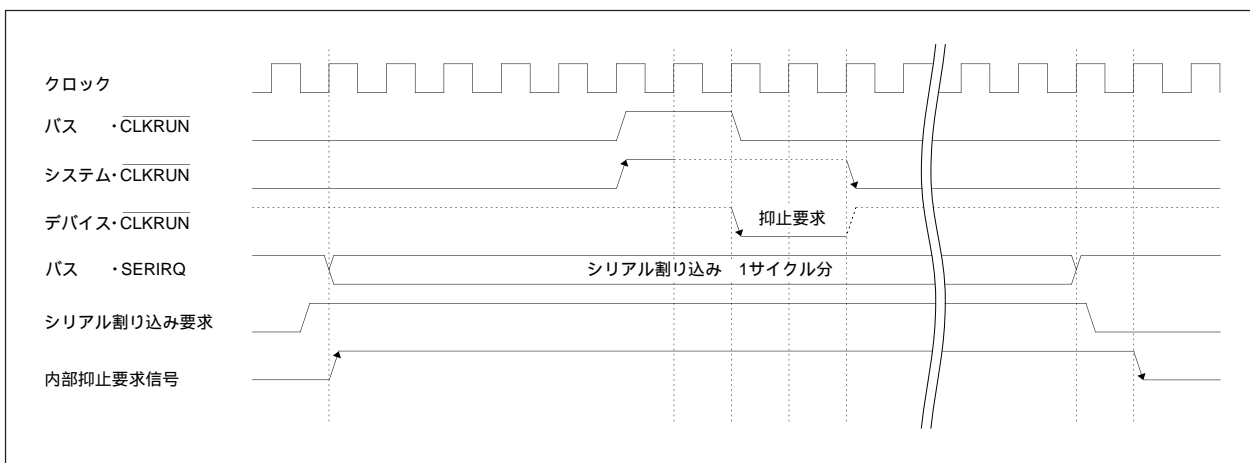 クロック
バス ・CLKRUN
システム・CLKRUN
デバイス・CLKRUN
抑止要求
バス ・SERIRQ
シリアル割り込み 1サイクル分
シリアル割り込み要求
内部抑止要求信号